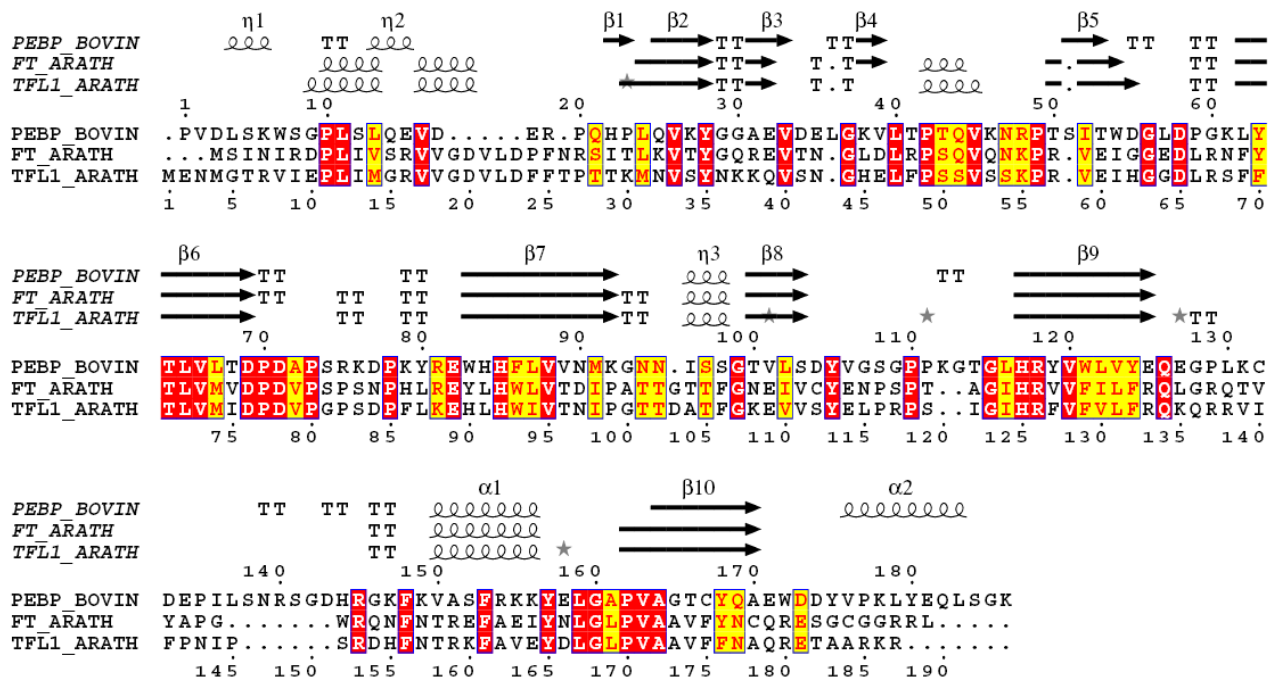 η1 η2 β1 β2 β3 β4 β5
PEBP_BOVIN TT TT TT TT TT
FT_ARATH TT T.T . TT
TFL1_ARATH TT T.T TT
1 10 20 30 40 50 60
PEBP_BOVIN .PVDLSKWSGPLSLQEVD.....ER.PQHPLQVKYGGAEVDELGKVLTPTQVKNRPTSITWDGLDPGKLY
FT_ARATH ...MSINIRDPLIVSRVVGDVLDPFNRSITLKVTYGQREVTN.GLDLRPSQVQNKPR.VEIGGEDLRNFY
TFL1_ARATH MENMGTRVIEPLIMGRVVGDVLDFFTPTTKMNVSYNKKQVSN.GHELFPSSVSSKPR.VEIHGGDLRSFF
1 5 10 15 20 25 30 35 40 45 50 55 60 65 70
β6 β7 η3 β8 β9
PEBP_BOVIN TT TT TT
FT_ARATH TT TT TT TT
TFL1_ARATH TT TT TT TT
70 80 90 100 110 120 130
PEBP_BOVIN TLVLTDPDAPSRKDPKYREWHHFLVVNMKGNN.ISSGTVLSDYVGSGPPKGTGLHRYVWLVYEQEGPLKC
FT_ARATH TLVMVDPDVPSPSNPHLREYLHWLVTDIPATTGTTFGNEIVCYENPSPT..AGIHRVVFILFRQLGRQTV
TFL1_ARATH TLVMIDPDVPGPSDPFLKEHLHWIVTNIPGTTDATFGKEVVSYELPRPS..IGIHRFVFVLFRQKQRRVI
75 80 85 90 95 100 105 110 115 120 125 130 135 140
α1 β10 α2
PEBP_BOVIN TT TT TT
FT_ARATH TT
TFL1_ARATH TT
140 150 160 170 180
PEBP_BOVIN DEPILSNRSGDHRGKFKVASFRKKYELGAPVAGTCYQAEWDDYVPKLYEQLSGK
FT_ARATH YAPG......WRQNFNTREFAEIYNLGLPVAAVFYNCQRESGCGGRRL.....
TFL1_ARATH FPNIP.....SRDHFNTRKFAVEYDLGLPVAAVFFNAQRETAARKR.......
145 150 155 160 165 170 175 180 185 190